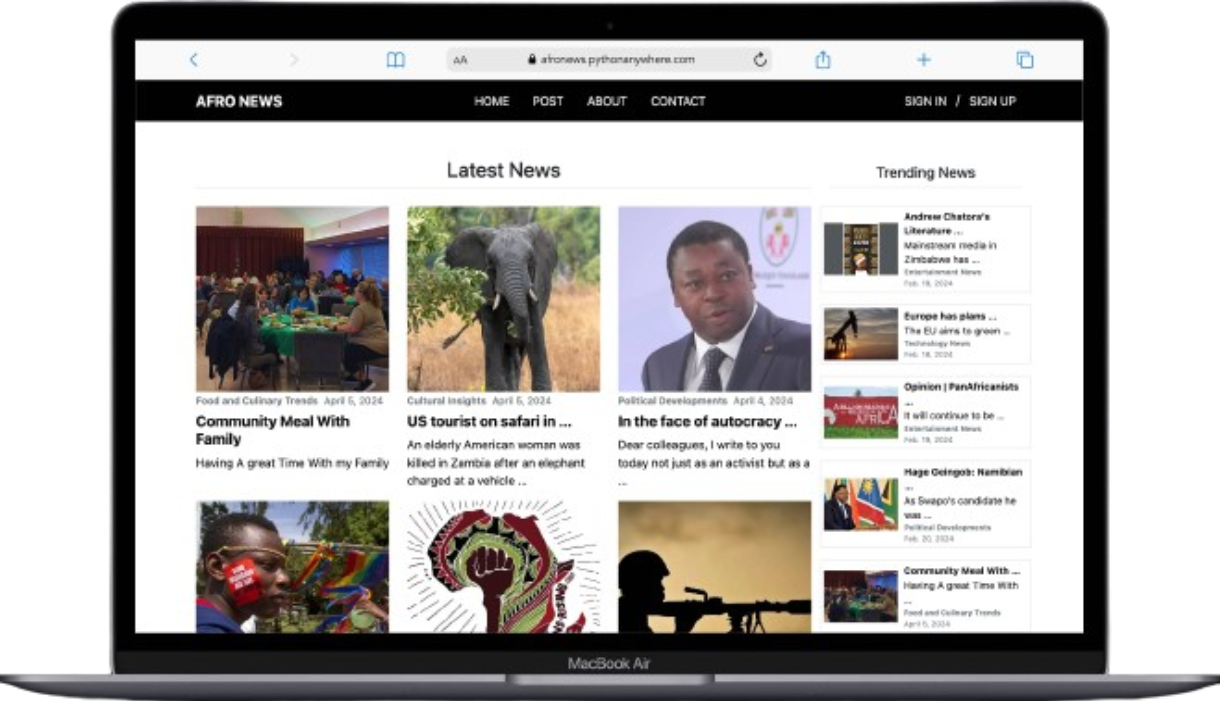 AA afronews.pythonanywhere.com
AFRO NEWS HOME POST ABOUT CONTACT SIGN IN / SIGN UP
Latest News
Food and Culinary Trends April 5, 2024
Community Meal With
Family
Having A great Time With my Family
Cultural Insights April 5, 2024
US tourist on safari in ...
An elderly American woman was
killed in Zambia after an elephant
charged at a vehicle ...
Political Developments April 4, 2024
In the face of autocracy ...
Dear colleagues, I write to you
today not just as an activist but as a
...
Trending News
Andrew Chatora's
Literature ...
Mainstream media in
Zimbabwe has ...
Entertainment News
Feb. 19, 2024
Europe has plans ...
The EU aims to green ...
Technology News
Feb. 18, 2024
Opinion | PanAfricanists
...
It will continue to be ...
Entertainment News
Feb. 19, 2024
AFRICA
Hage Geingob: Namibian
...
As Swapo's candidate he
was ...
Political Developments
Feb. 20, 2024
Community Meal With ...
Having A great Time With
...
Food and Culinary Trends
April 5, 2024
MacBook Air